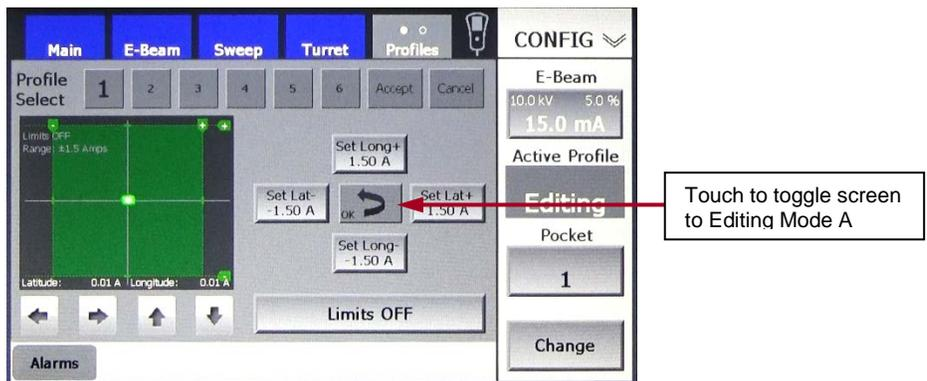 Main E-Beam Sweep Turret Profiles
CONFIG
Profile Select
1 2 3 4 5 6 Accept Cancel
E-Beam
10.0 kV 5.0 %
15.0 mA
Limits OFF
Range: ±1.5 Amps
Set Long+
1.50 A
Set Lat-
-1.50 A
OK
Set Lat+
1.50 A
Set Long-
-1.50 A
Active Profile
Editing
Touch to toggle screen
to Editing Mode A
Pocket
1
Latitude: 0.01 A Longitude: 0.01 A
Limits OFF
Change
Alarms